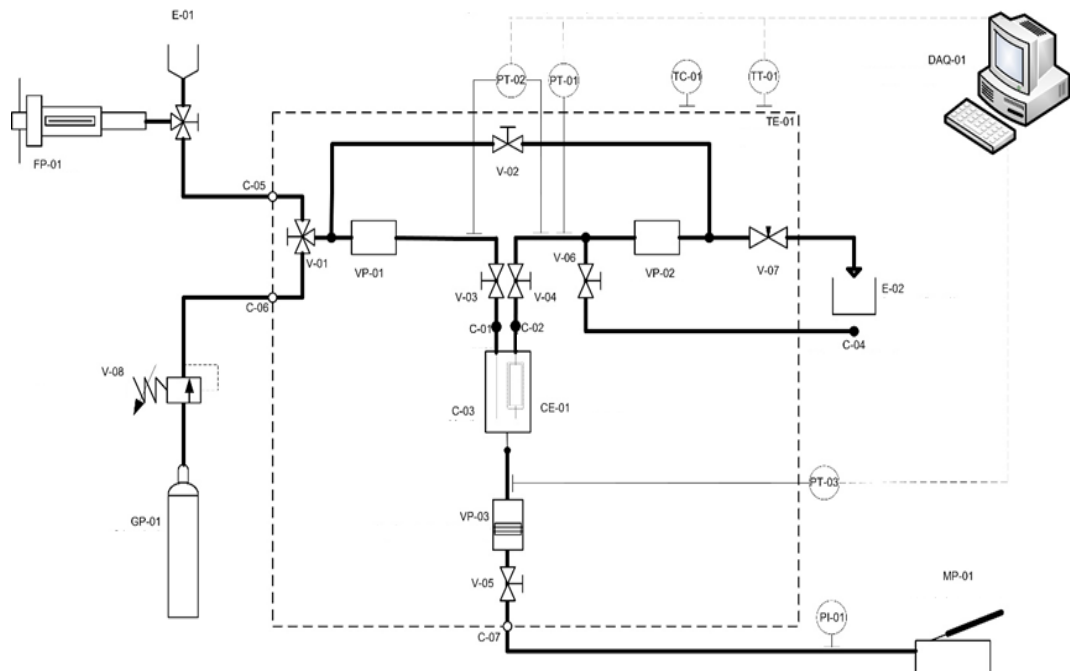 E-01
DAQ-01
PT-02
PT-01
TC-01
TT-01
TE-01
FP-01
V-02
C-05
V-01
VP-01
V-06
VP-02
V-07
V-03
V-04
E-02
C-06
C-01
C-02
C-04
V-08
C-03
CE-01
PT-03
GP-01
VP-03
V-05
MP-01
PI-01
C-07